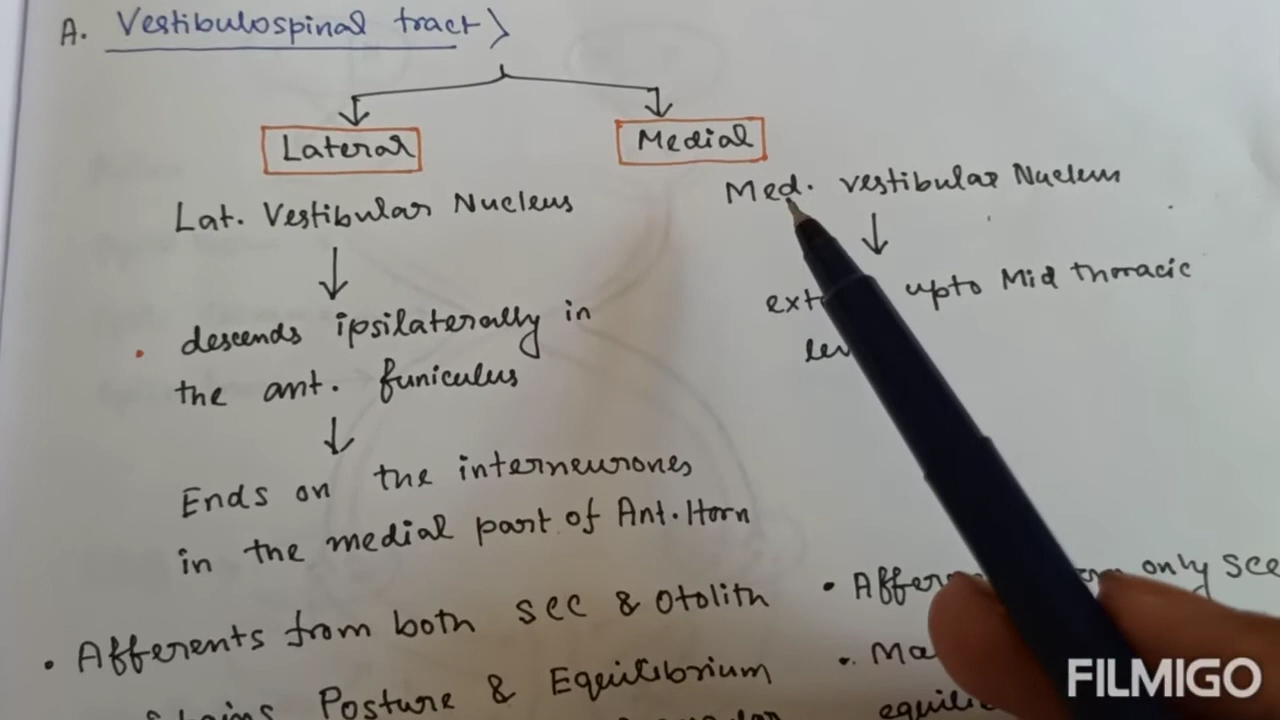 A. Vestibulospinal tract
Lateral
Medial
Lat. Vestibular Nucleus
descends ipsilaterally in
the ant. funiculus
Ends on the interneurones
in the medial part of Ant. Horn
• Afferents from both SCC & Otolith
Posture & Equilibrium
Med. vestibular Nucleus
upto Mid thoracic
• only SCC
•
FILMIGO